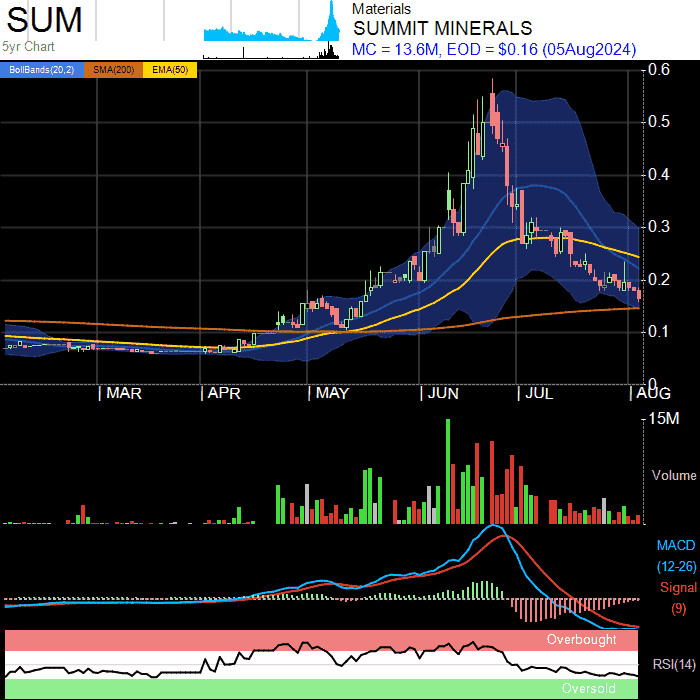 SUM
5yr Chart
Materials
SUMMIT MINERALS
MC = 13.6M, EOD = $0.16 (05Aug2024)
BollBands(20,2) SMA(200) EMA(50)
0.6
0.5
0.4
0.3
0.2
0.1
0
MAR APR MAY JUN JUL AUG
15M
Volume
MACD
(12-26)
Signal
(9)
Overbought
RSI(14)
Oversold